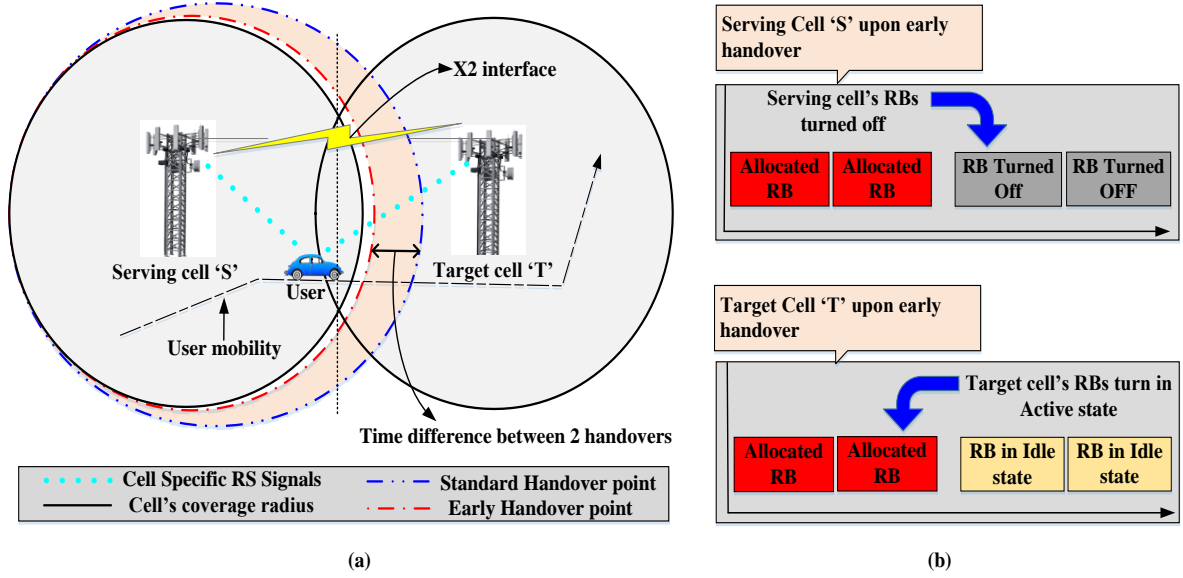 X2 interface
Serving cell ‘S’
Target cell ‘T’
User
User mobility
Time difference between 2 handovers
Cell Specific RS Signals
Standard Handover point
Cell's coverage radius
Early Handover point
(a)
Serving Cell ‘S’ upon early
handover
Serving cell's RBs
turned off
Allocated
RB
Allocated
RB
RB Turned
Off
RB Turned
OFF
Target Cell ‘T’ upon early
handover
Target cell's RBs turn in
Active state
Allocated
RB
Allocated
RB
RB in Idle
state
RB in Idle
state
(b)